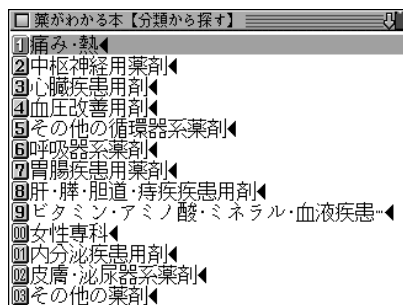 薬がわかる本【分類から探す】
1痛み・熱◀
2中枢神経用薬剤◀
3心臓疾患用剤◀
4血圧改善用剤◀
5その他の循環器系薬剤◀
6呼吸器系薬剤◀
7胃腸疾患用薬剤◀
8肝・膵・胆道・痔疾疾患用剤◀
9ビタミン・アミノ酸・ミネラル・血液疾患…◀
00女性専科◀
01内分泌疾患用剤◀
02皮膚・泌尿器系薬剤◀
03その他の薬剤◀